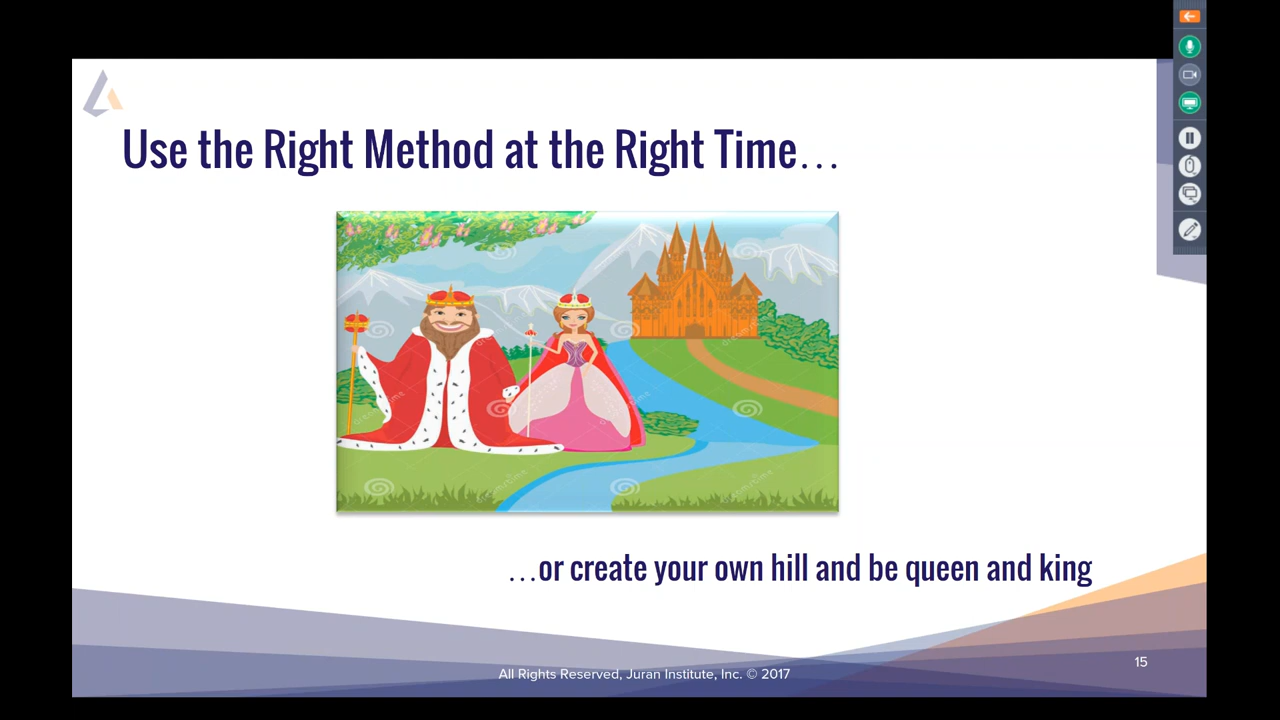 Use the Right Method at the Right Time…
…or create your own hill and be queen and king
15
All Rights Reserved, Juran Institute, Inc. © 2017